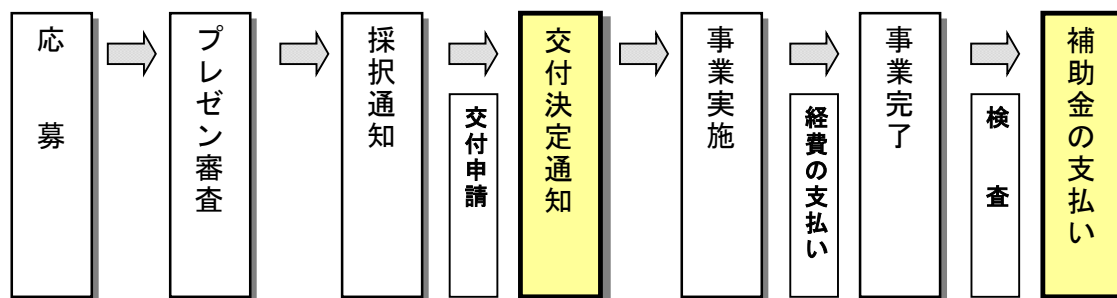 応募
プレゼン審査
採択通知
交付申請
交付決定通知
事業実施
経費の支払い
事業完了
検査
補助金の支払い